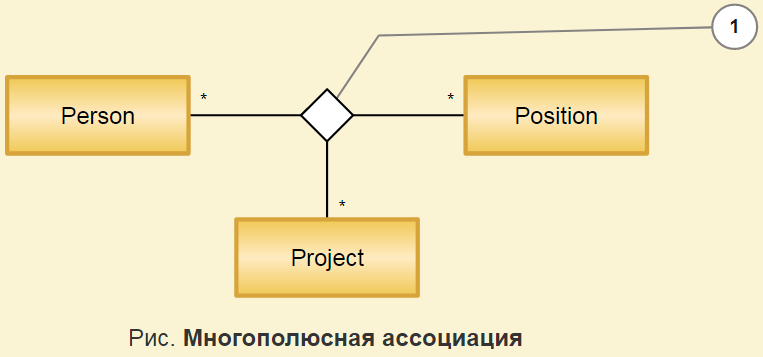 1
Person
*
*
Position
*
Project
Рис. Многополюсная ассоциация